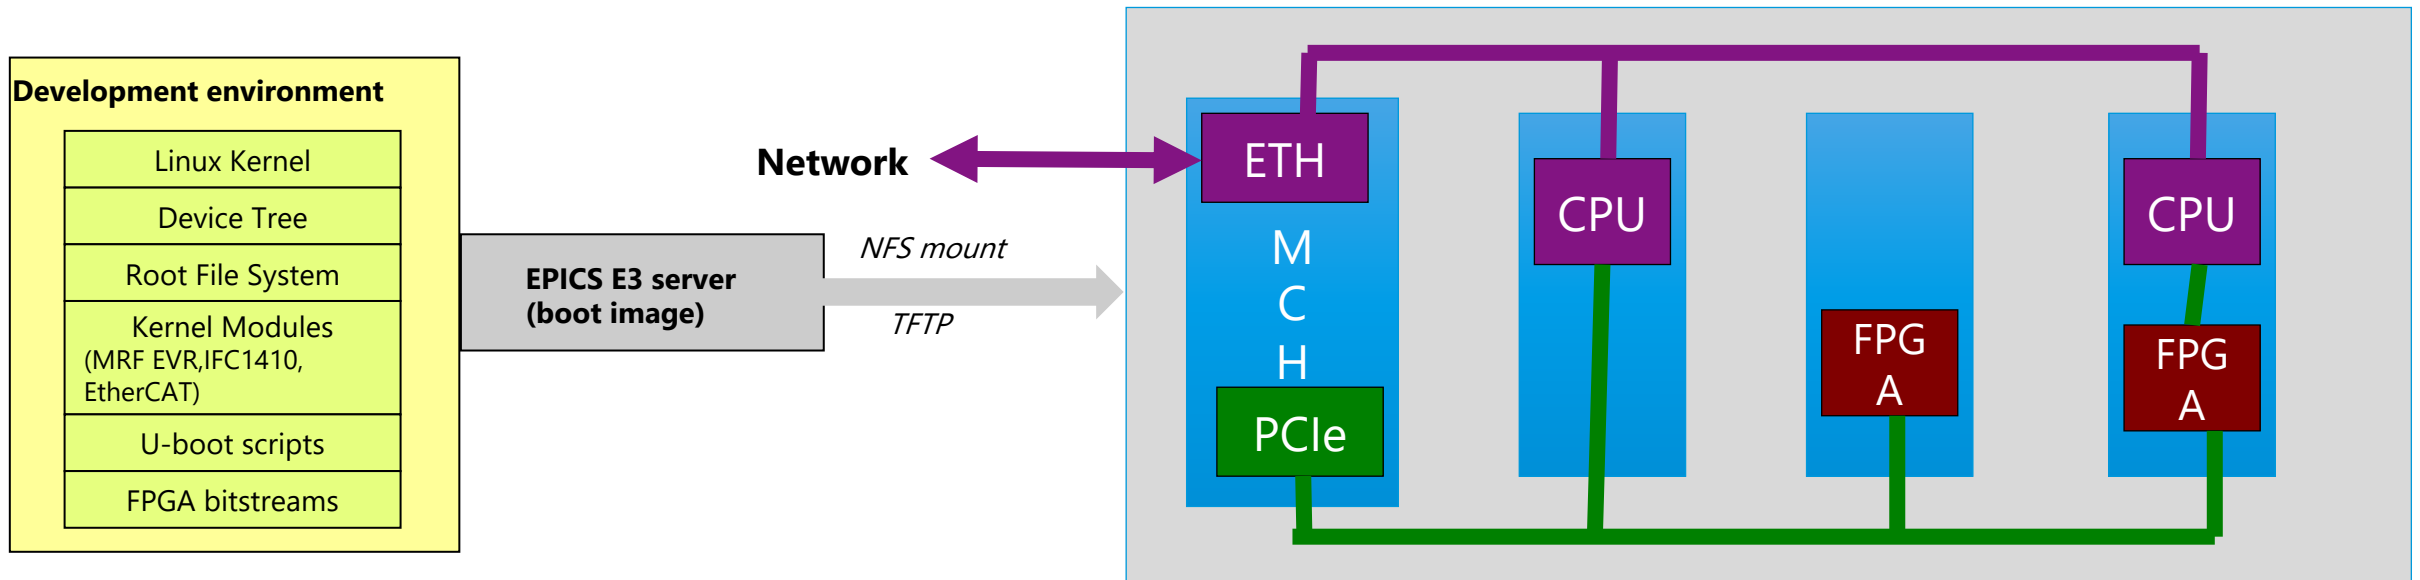 Development environment
Linux Kernel
Device Tree
Root File System
Kernel Modules
(MRF EVR,IFC1410,
EtherCAT)
U-boot scripts
FPGA bitstreams
EPICS E3 server
(boot image)
NFS mount
TFTP
Network
ETH
M
C
H
PCIe
CPU
FPG
A
CPU
FPG
A